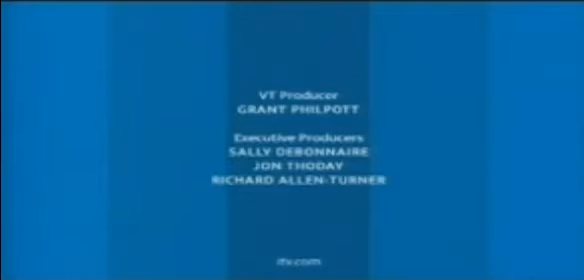 VT Producer
GRANT PHILPOTT
Executive Producers
SALLY DEBONNAIRE
JON THODAY
RICHARD ALLEN-TURNER
itv.com